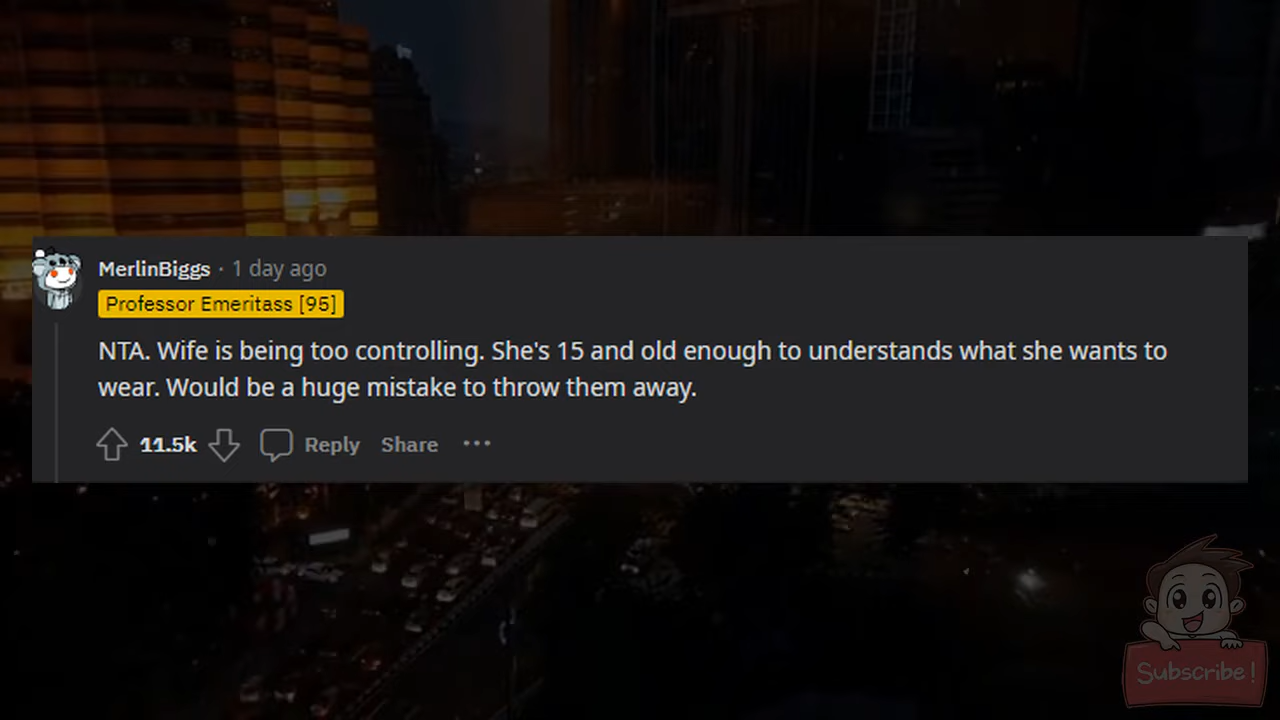 MerlinBiggs · 1 day ago
Professor Emeritass [95]
NTA. Wife is being too controlling. She's 15 and old enough to understands what she wants to
wear. Would be a huge mistake to throw them away.
11.5k Reply Share ···
Subscribe!